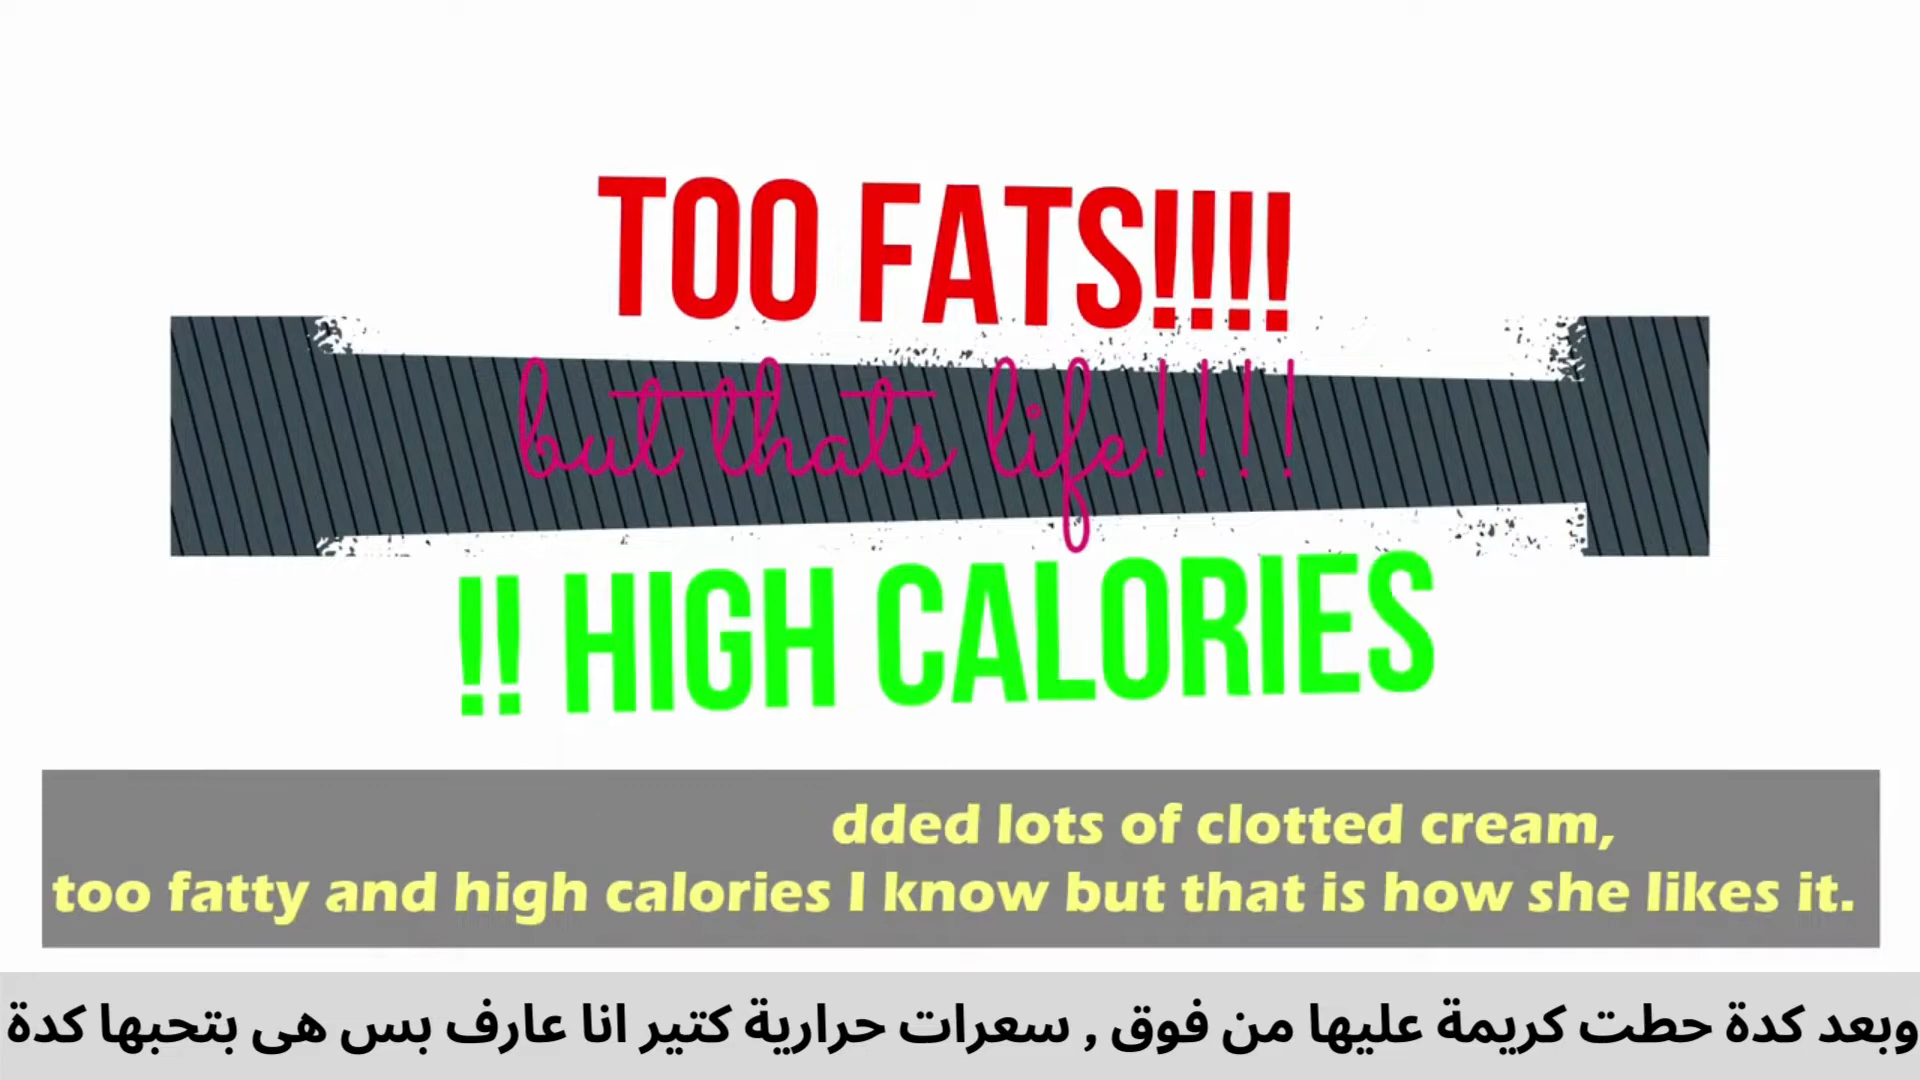 TOO FATS!!!!
but thats life!!!!
!! HIGH CALORIES
dded lots of clotted cream,
too fatty and high calories I know but that is how she likes it.
وبعد كدة حطت كريمة عليها من فوق , سعرات حرارية كتير انا عارف بس هى بتحبها كدة